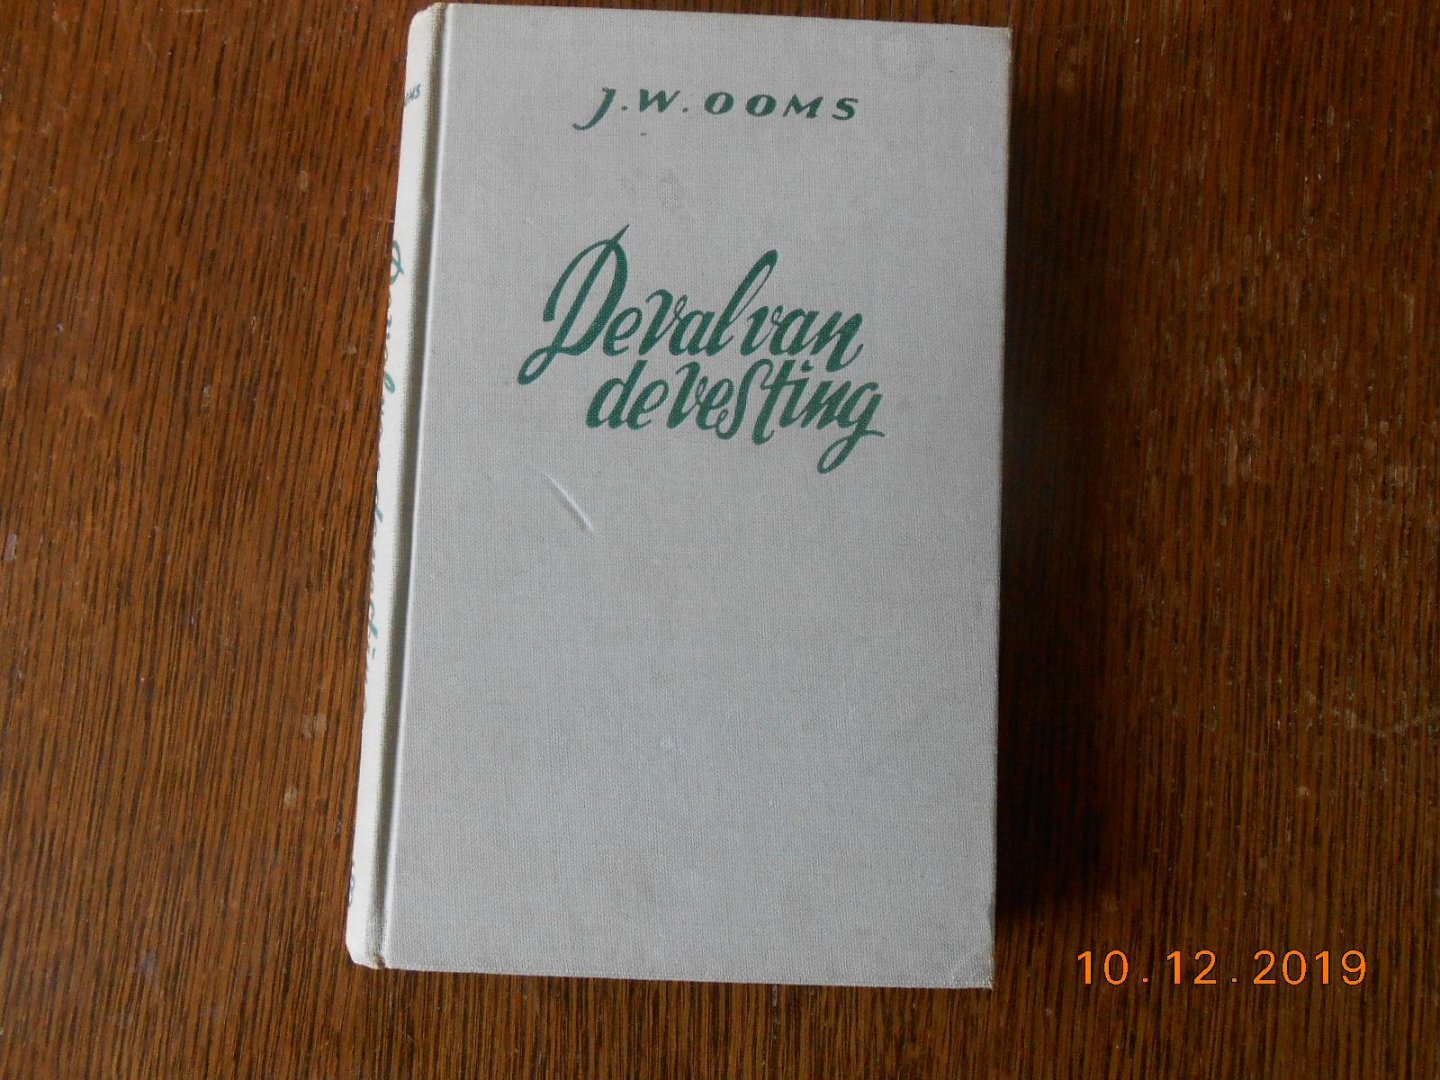 J.W. OOMS
De val van
de vesting
10.12.2019